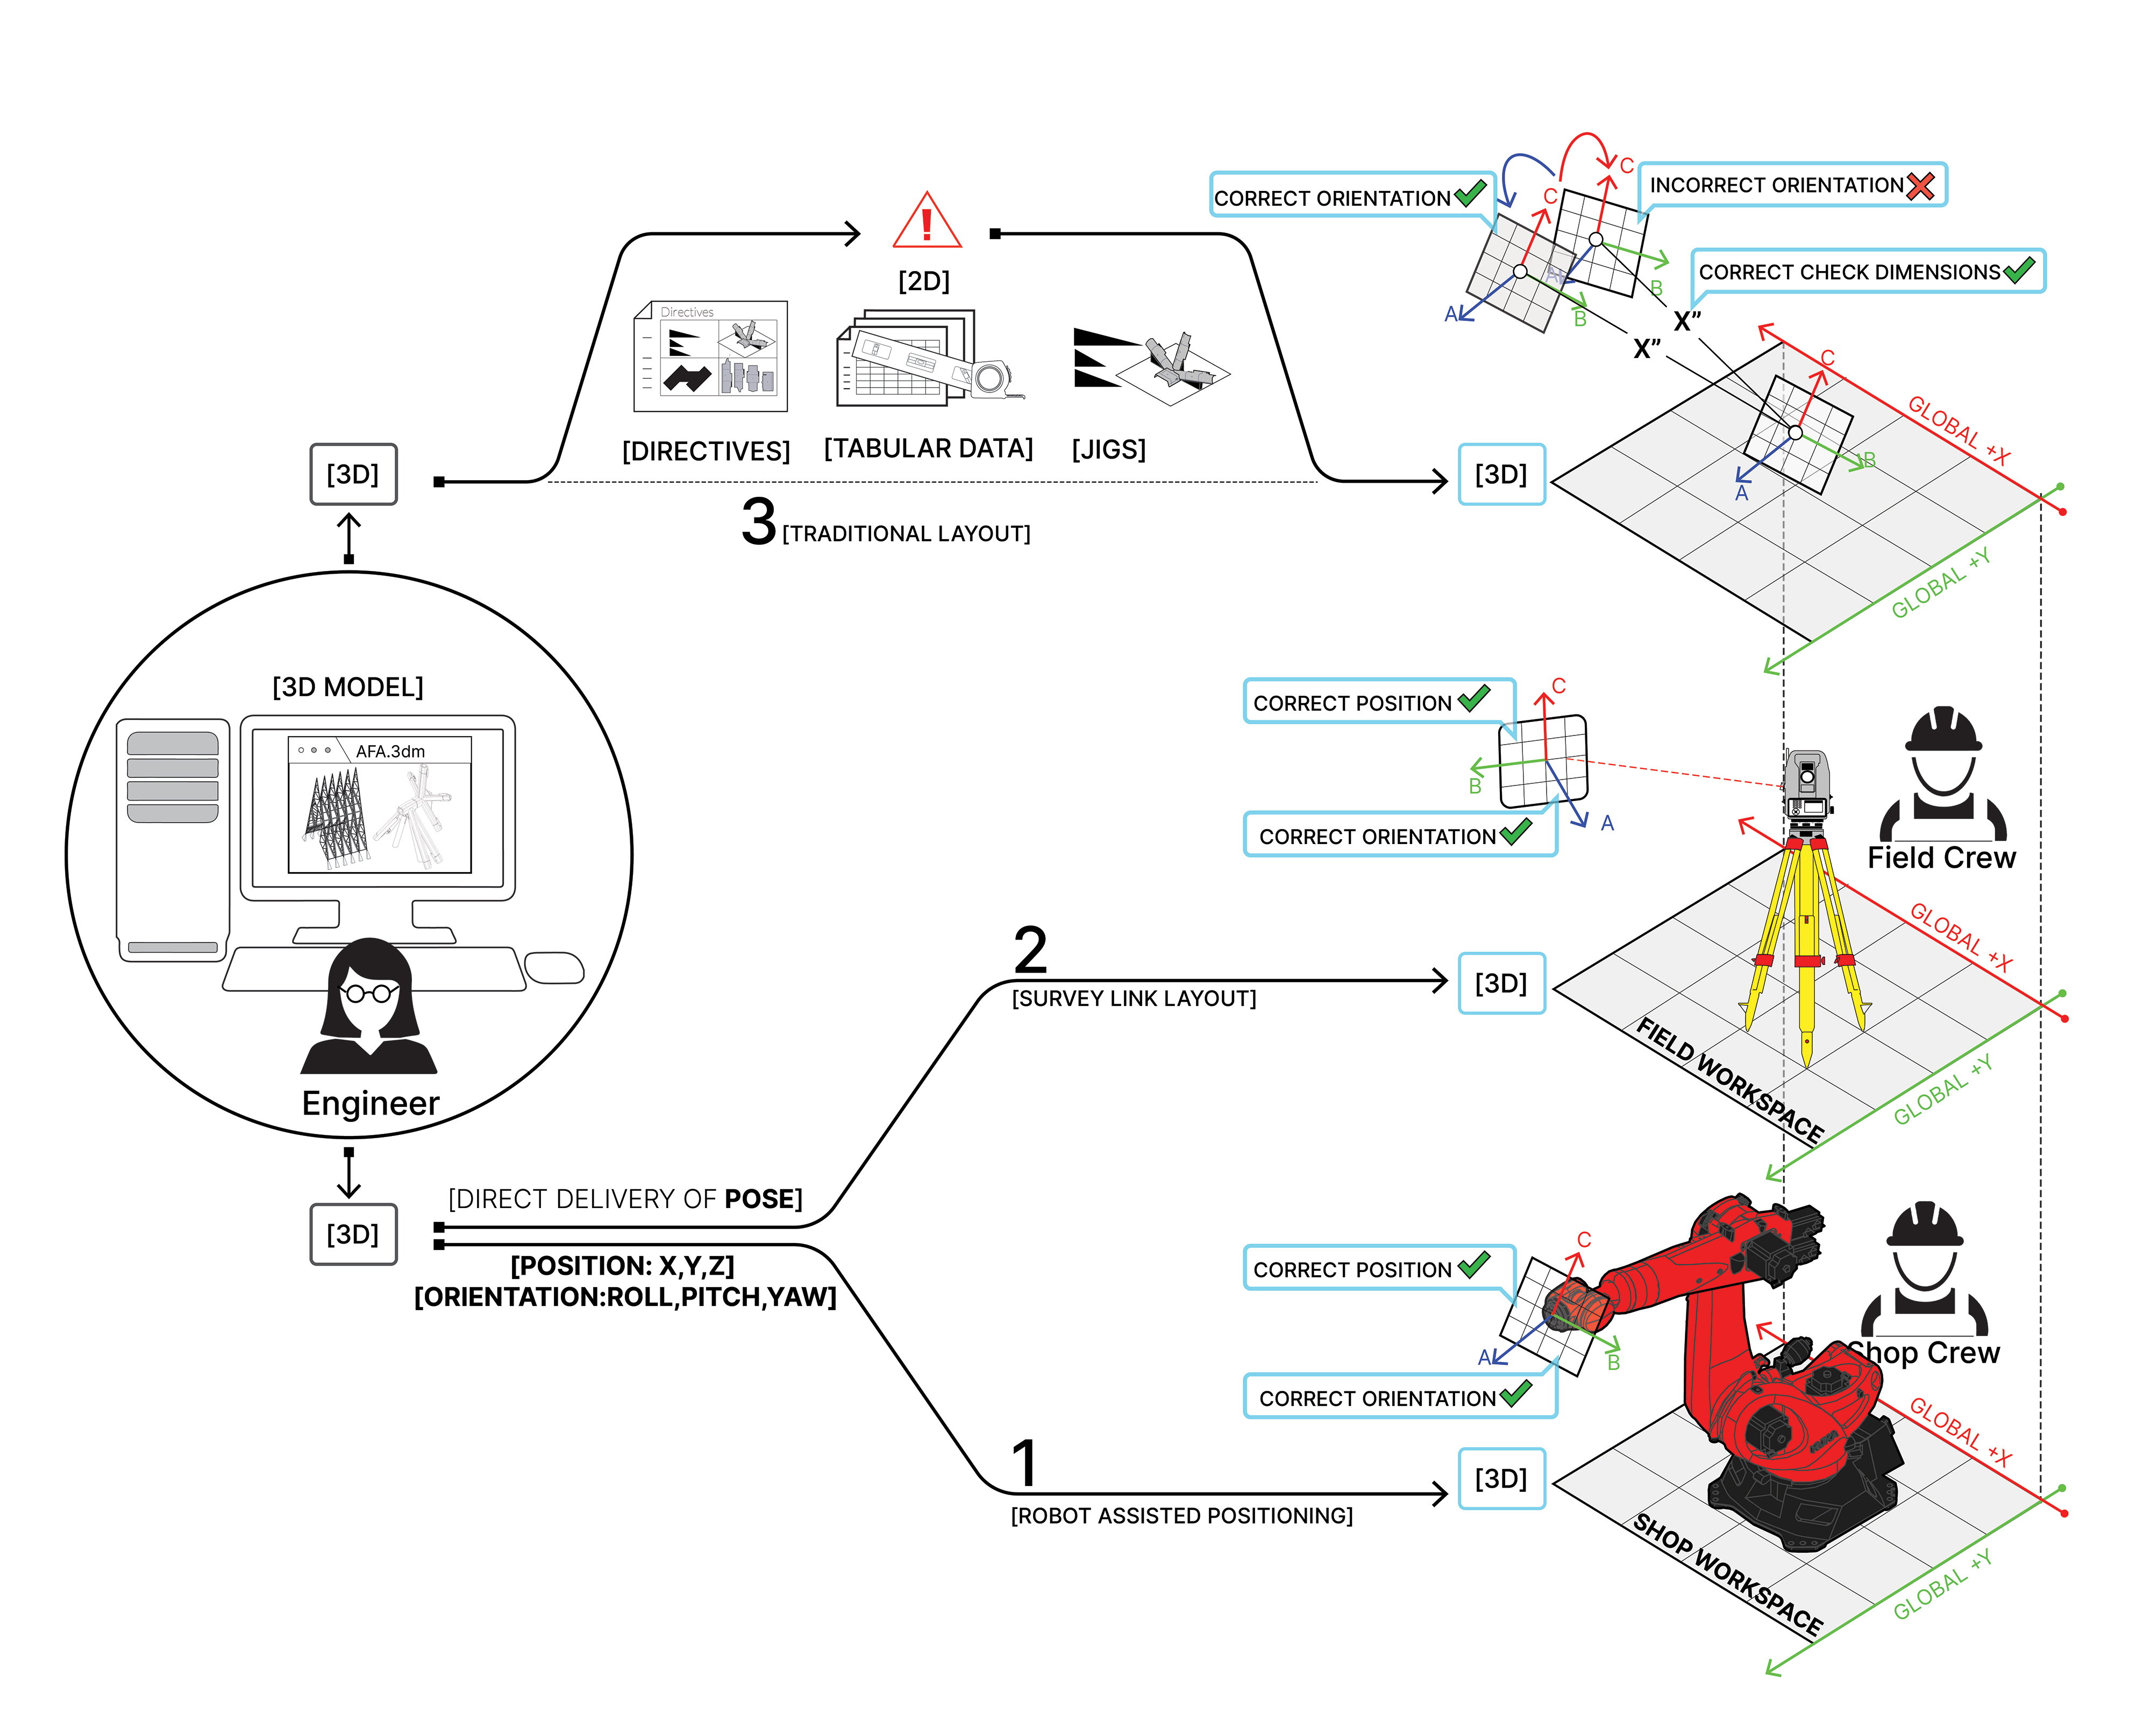 CORRECT ORIENTATION
C
C
INCORRECT ORIENTATION
CORRECT CHECK DIMENSIONS
A
B
B
A
X”
X”
[2D]
Directives
[DIRECTIVES]
[TABULAR DATA]
[JIGS]
[3D]
3 [TRADITIONAL LAYOUT]
[3D]
C
B
A
GLOBAL +X
GLOBAL +Y
[3D MODEL]
AFA.3dm
Engineer
CORRECT POSITION
C
B
A
CORRECT ORIENTATION
Field Crew
2
[SURVEY LINK LAYOUT]
[3D]
GLOBAL +X
GLOBAL +Y
FIELD WORKSPACE
[3D]
[DIRECT DELIVERY OF POSE]
[POSITION: X,Y,Z]
[ORIENTATION:ROLL,PITCH,YAW]
CORRECT POSITION
C
A
B
CORRECT ORIENTATION
Shop Crew
1
[ROBOT ASSISTED POSITIONING]
[3D]
GLOBAL +X
GLOBAL +Y
SHOP WORKSPACE